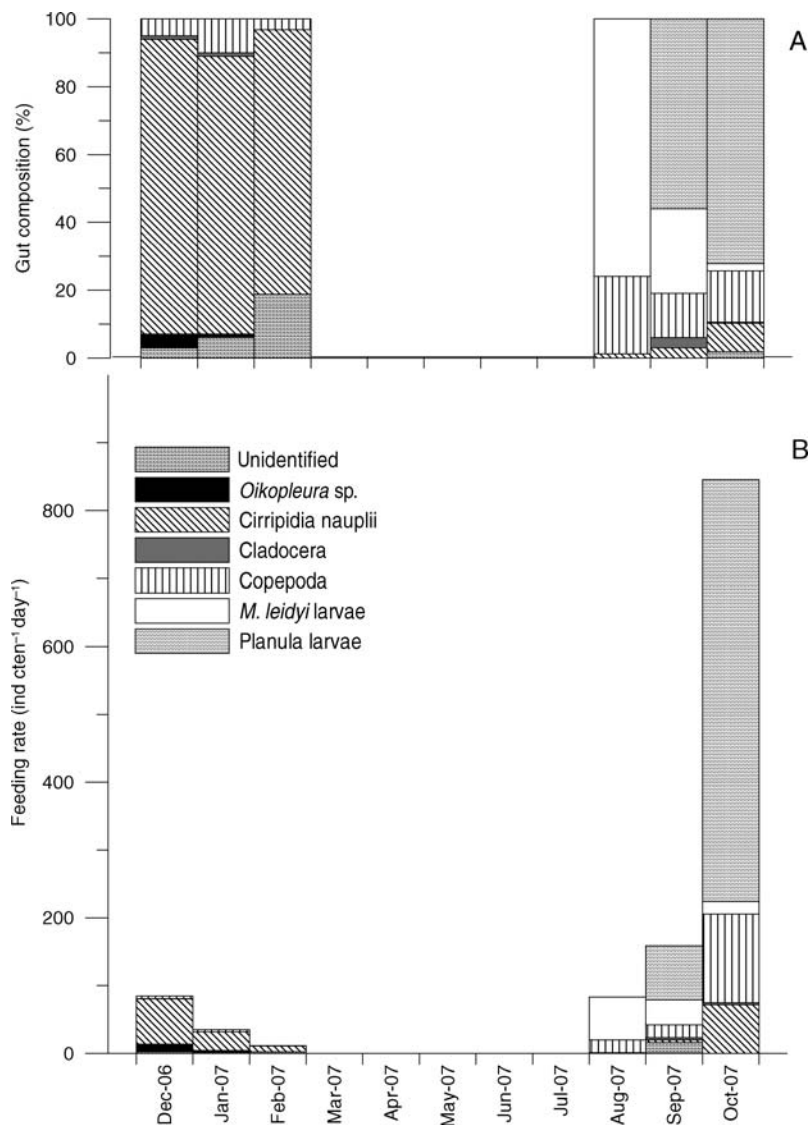 A
Gut composition (%)
100
80
60
40
20
0
B
Feeding rate (ind cten⁻¹ day⁻¹)
800
600
400
200
0
Unidentified
Oikopleura sp.
Cirripidia nauplii
Cladocera
Copepoda
M. leidyi larvae
Planula larvae
Dec-06
Jan-07
Feb-07
Mar-07
Apr-07
May-07
Jun-07
Jul-07
Aug-07
Sep-07
Oct-07